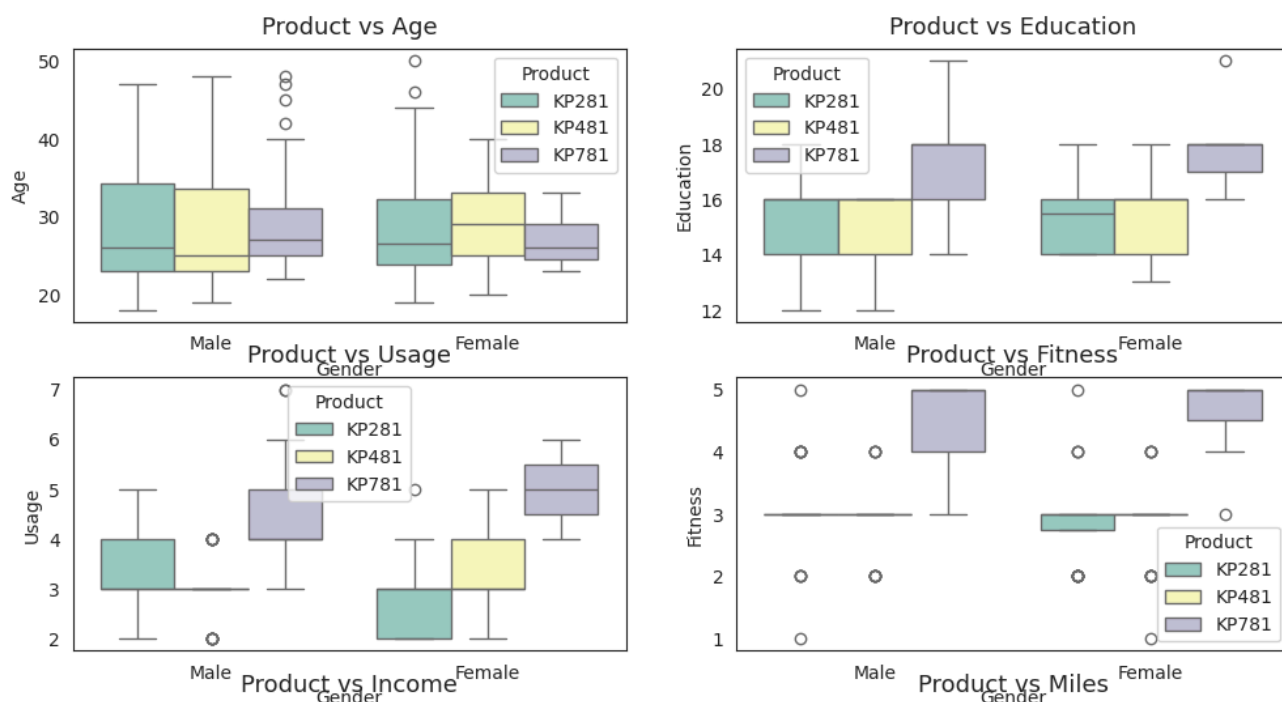 Product vs Age
Age
50
40
30
20
Product
KP281
KP481
KP781
Male
Female
Gender
Product vs Education
Education
20
18
16
14
12
Product
KP281
KP481
KP781
Male
Female
Gender
Product vs Usage
Usage
7
6
5
4
3
2
Product
KP281
KP481
KP781
Male
Female
Gender
Product vs Fitness
Fitness
5
4
3
2
1
Product
KP281
KP481
KP781
Male
Female
Gender
Product vs Income
Product vs Miles